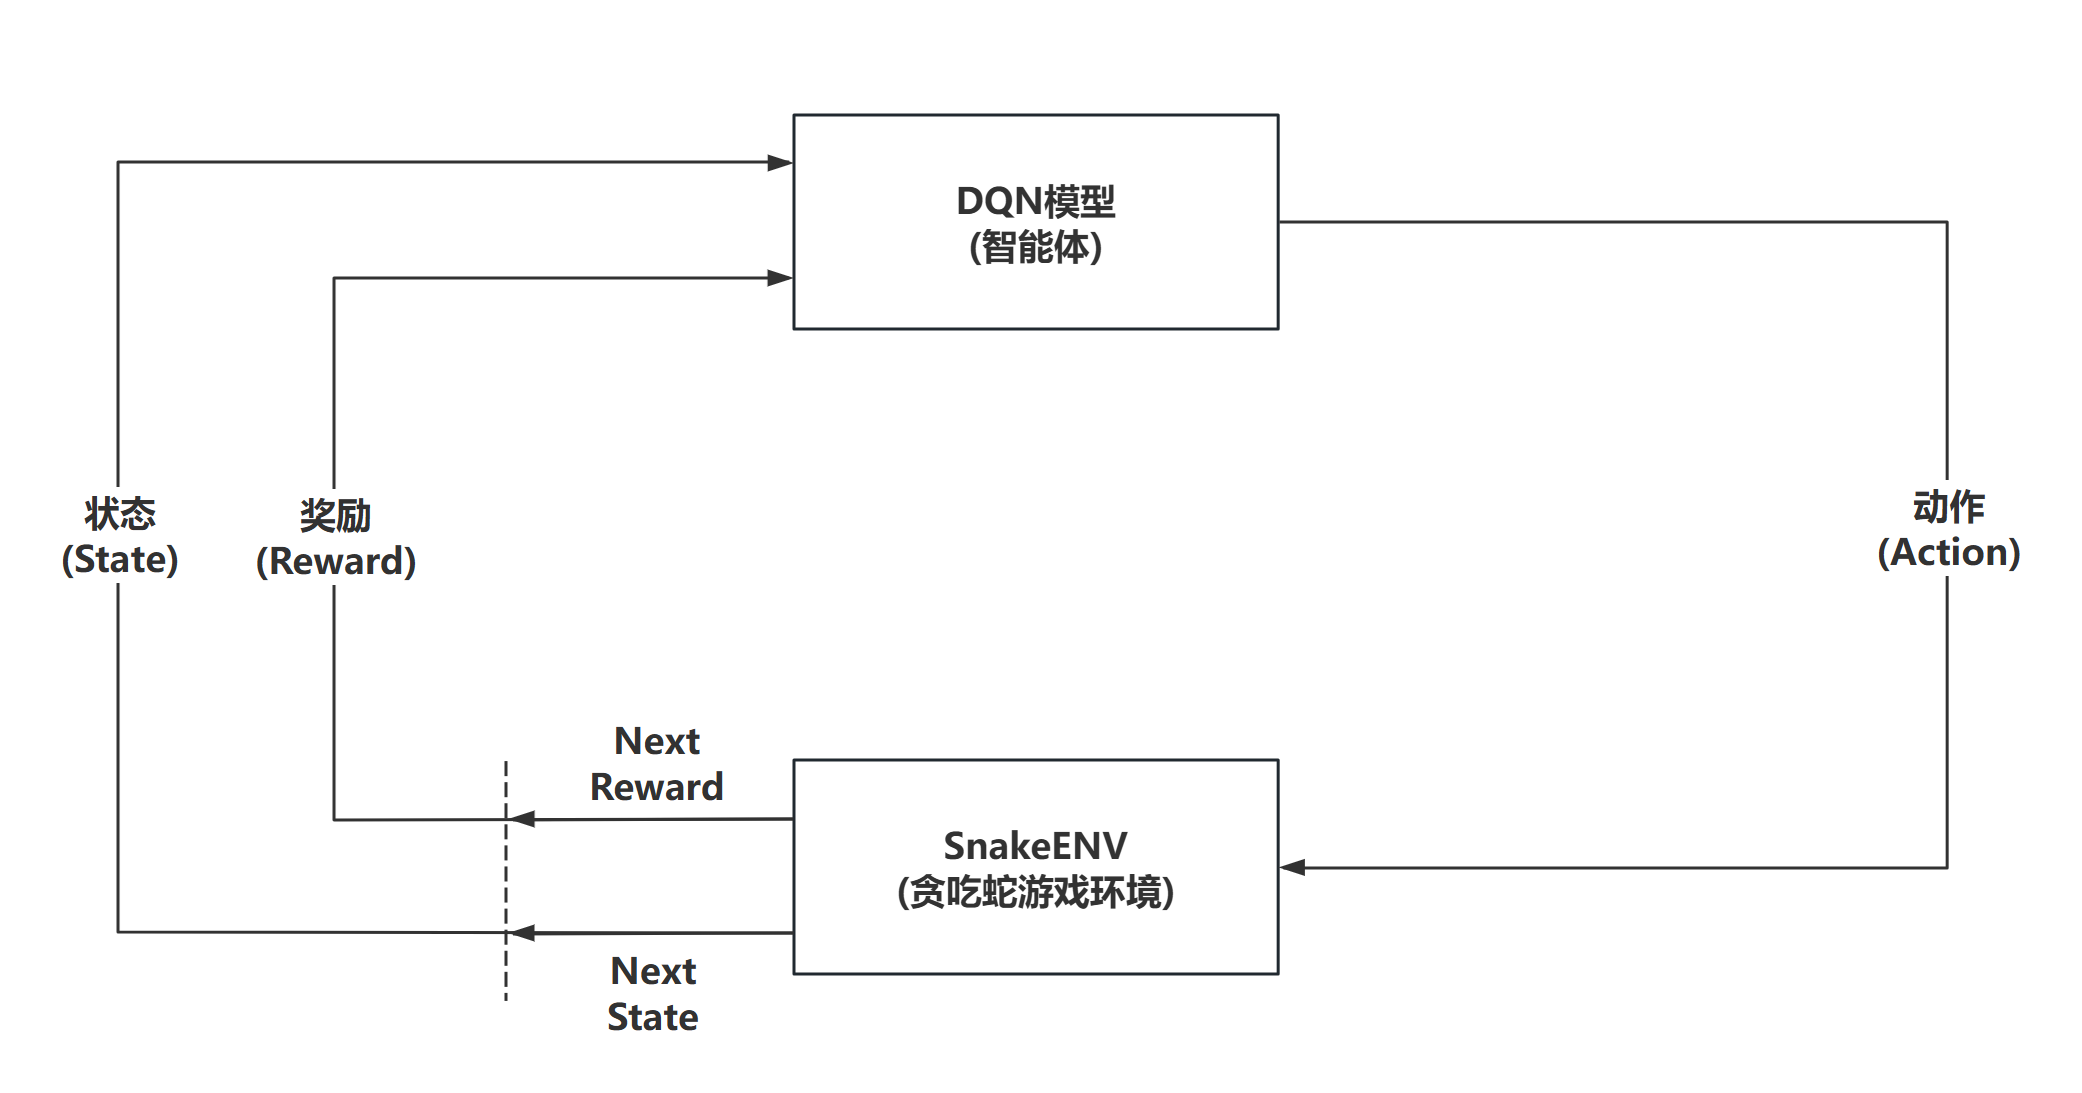 DQN模型
(智能体)
状态
(State)
奖励
(Reward)
动作
(Action)
Next
Reward
SnakeENV
(贪吃蛇游戏环境)
Next
State